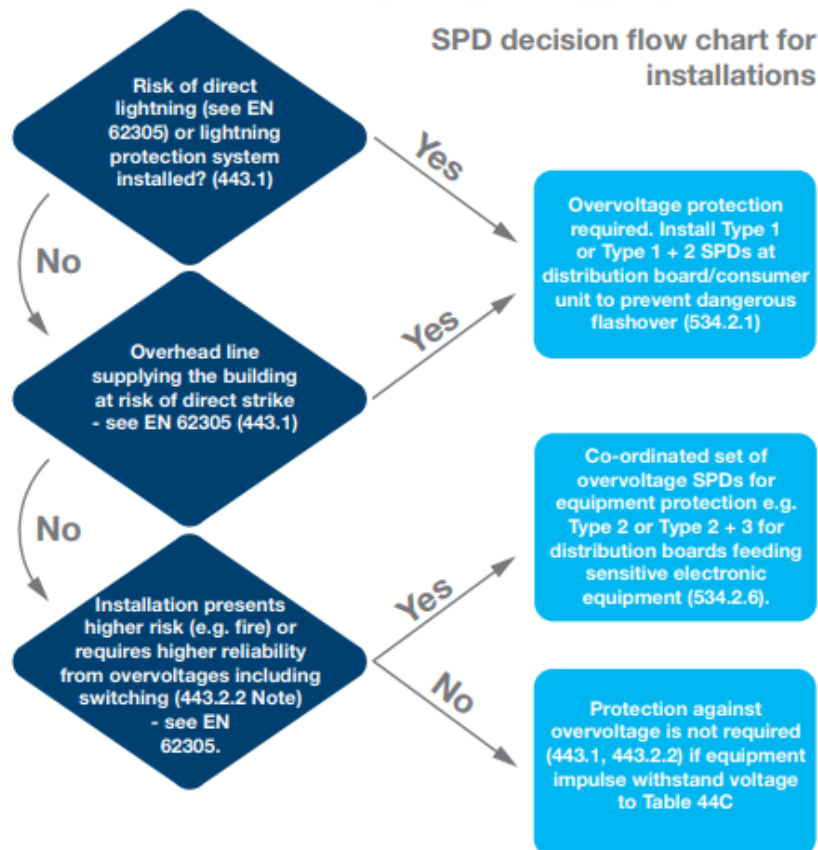 SPD decision flow chart for
installations
Risk of direct
lightning (see EN
62305) or lightning
protection system
installed? (443.1)
Yes
No
Overvoltage protection
required. Install Type 1
or Type 1 + 2 SPDs at
distribution board/consumer
unit to prevent dangerous
flashover (534.2.1)
Overhead line
supplying the building
at risk of direct strike
- see EN 62305 (443.1)
Yes
No
Co-ordinated set of
overvoltage SPDs for
equipment protection e.g.
Type 2 or Type 2 + 3 for
distribution boards feeding
sensitive electronic
equipment (534.2.6).
Installation presents
higher risk (e.g. fire) or
requires higher reliability
from overvoltages including
switching (443.2.2 Note)
- see EN
62305.
Yes
No
Protection against
overvoltage is not required
(443.1, 443.2.2) if equipment
impulse withstand voltage
to Table 44C